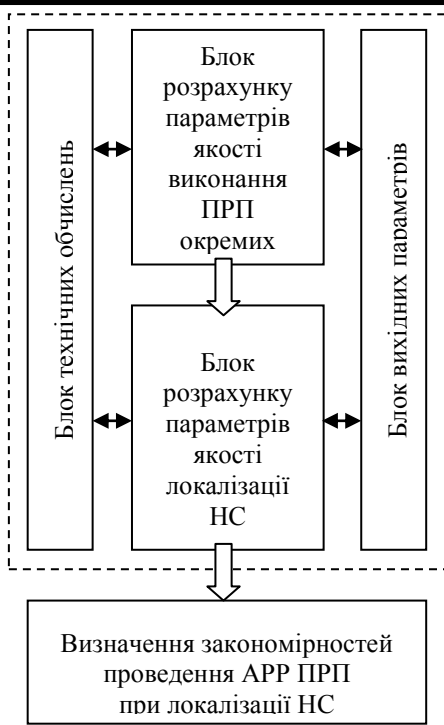 Блок технічних обчислень
Блок
розрахунку
параметрів
якості
виконання
ПРП
окремих
Блок вихідних параметрів
Блок
розрахунку
параметрів
якості
локалізації
НС
Визначення закономірностей
проведення АРР ПРП
при локалізації НС